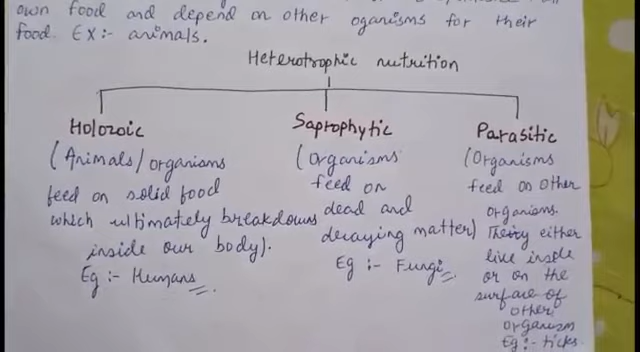 own food and depend on other oganisms for their
food. EX:- animals.
Heterotrophic nutrition
Holozoic
(Animals/organisms
feed on solid food
which ultimately breakdowns
inside our body).
Eg :- Humans
Saprophytic
(Organisms
feed on
dead and
decaying matter)
Eg :- Fungi
Parasitic
(Organisms
feed on other
organisms.
They either
live inside
or on the
surface of
other
organism
Eg:- ticks